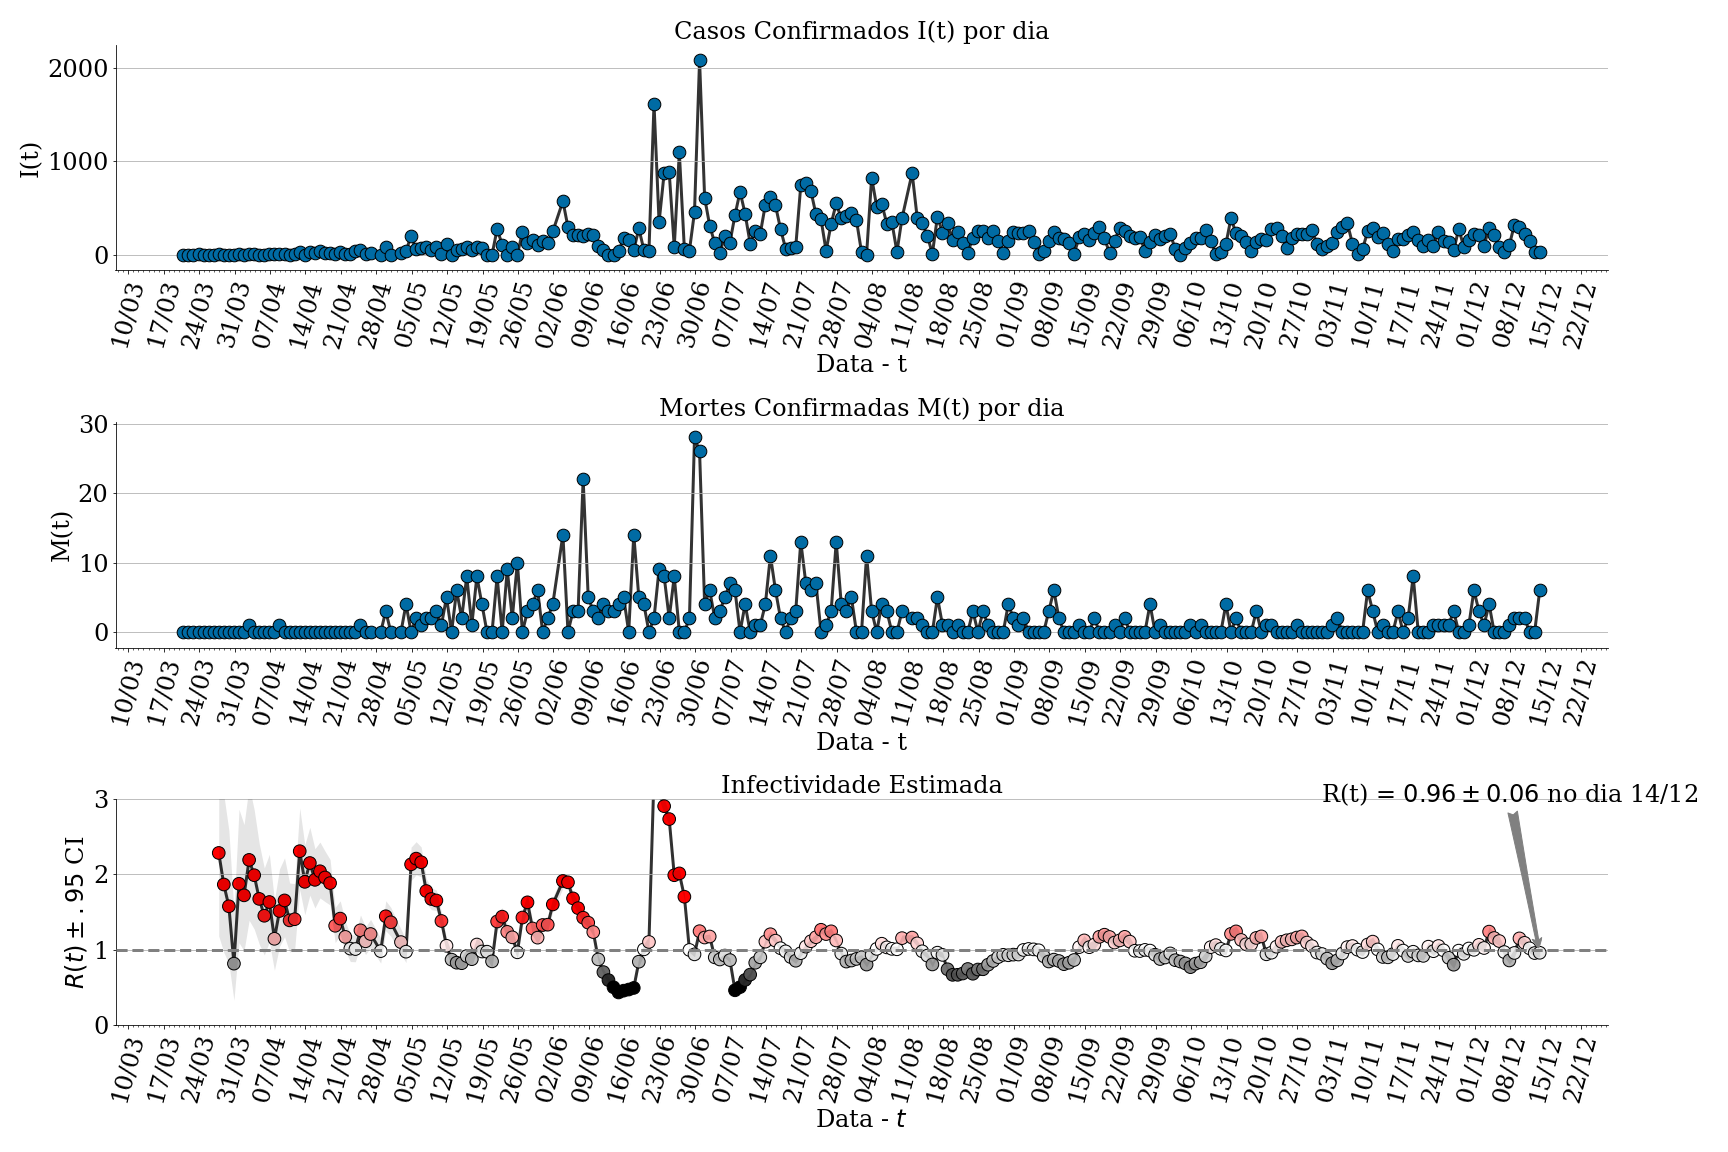 Casos Confirmados I(t) por dia
2000
1000
0
I(t)
10/03 17/03 24/03 31/03 07/04 14/04 21/04 28/04 05/05 12/05 19/05 26/05 02/06 09/06 16/06 23/06 30/06 07/07 14/07 21/07 28/07 04/08 11/08 18/08 25/08 01/09 08/09 15/09 22/09 29/09 06/10 13/10 20/10 27/10 03/11 10/11 17/11 24/11 01/12 08/12 15/12 22/12
Data - t
Mortes Confirmadas M(t) por dia
30
20
10
0
M(t)
10/03 17/03 24/03 31/03 07/04 14/04 21/04 28/04 05/05 12/05 19/05 26/05 02/06 09/06 16/06 23/06 30/06 07/07 14/07 21/07 28/07 04/08 11/08 18/08 25/08 01/09 08/09 15/09 22/09 29/09 06/10 13/10 20/10 27/10 03/11 10/11 17/11 24/11 01/12 08/12 15/12 22/12
Data - t
Infectividade Estimada
R(t) = 0.96 ± 0.06 no dia 14/12
3
2
1
0
R(t) ± .95 CI
10/03 17/03 24/03 31/03 07/04 14/04 21/04 28/04 05/05 12/05 19/05 26/05 02/06 09/06 16/06 23/06 30/06 07/07 14/07 21/07 28/07 04/08 11/08 18/08 25/08 01/09 08/09 15/09 22/09 29/09 06/10 13/10 20/10 27/10 03/11 10/11 17/11 24/11 01/12 08/12 15/12 22/12
Data - t